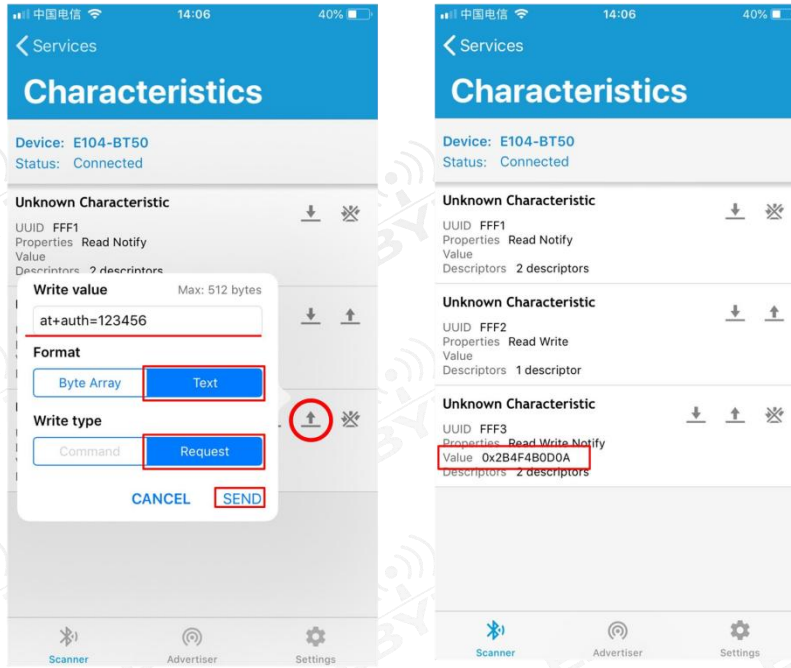 中国电信 14:06 40%
Services
Characteristics
Device: E104-BT50
Status: Connected
Unknown Characteristic
UUID FFF1
Properties Read Notify
Value
Descriptors 2 descriptors
Write value Max: 512 bytes
at+auth=123456
Format
Byte Array Text
Write type
Command Request
CANCEL SEND
Scanner Advertiser Settings
中国电信 14:06 40%
Services
Characteristics
Device: E104-BT50
Status: Connected
Unknown Characteristic
UUID FFF1
Properties Read Notify
Value
Descriptors 2 descriptors
Unknown Characteristic
UUID FFF2
Properties Read Write
Value
Descriptors 1 descriptor
Unknown Characteristic
UUID FFF3
Properties Read Write Notify
Value 0x2B4F4B0D0A
Descriptors 2 descriptors
Scanner Advertiser Settings